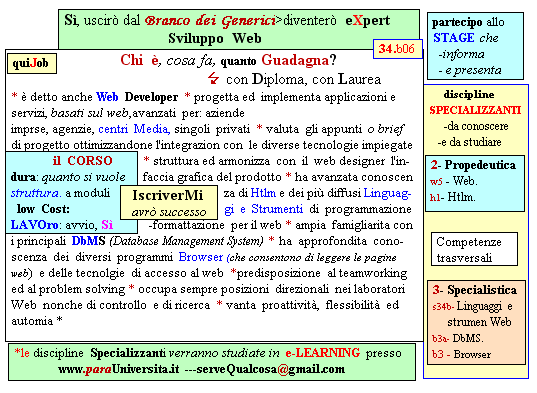 Sì, uscirò dal Branco dei Generici>diventerò eXpert
Sviluppo Web
34.b06
quiJob
Chi è, cosa fa, quanto Guadagna?
con Diploma, con Laurea
* è detto anche Web Developer * progetta ed implementa applicazioni e
servizi, basati sul web,avanzati per: aziende
imprse, agenzie, centri Media, singoli privati * valuta gli appunti o brief
di progetto ottimizzandone l'integrazion con le diverse tecnologie impiegate
* struttura ed armonizza con il web designer l'in-
faccia grafica del prodotto * ha avanzata conoscen
za di Htlm e dei più diffusi Linguag-
gi e Strumenti di programmazione
-formattazione per il web * ampia famigliarita con
i principali DbMS (Database Management System) * ha approfondita cono-
scenza dei diversi programmi Browser (che consentono di leggere le pagine
web) e delle tecnolgie di accesso al web *predisposizione al teamworking
ed al problem solving * occupa sempre posizioni direzionali nei laboratori
Web nonche di controllo e di ricerca * vanta proattività, flessibilità ed
automia *
il CORSO
dura: quanto si vuole
struttura: a moduli
low Cost:
LAVOro: avvio, Sì
IscriverMi
avrò successo
*le discipline Specializzanti verranno studiate in e-LEARNING presso
www.paraUniversita.it ---serveQualcosa@gmail.com
partecipo allo
STAGE che
-informa
- e presenta
discipline
SPECIALIZZANTI
-da conoscere
-e da studiare
2- Propedeutica
w5 - Web.
h1- Htlm.
Competenze
trasversali
3- Specialistica
s34b- Linguaggi e
strumen Web
b3a- DbMS.
b3 - Browser